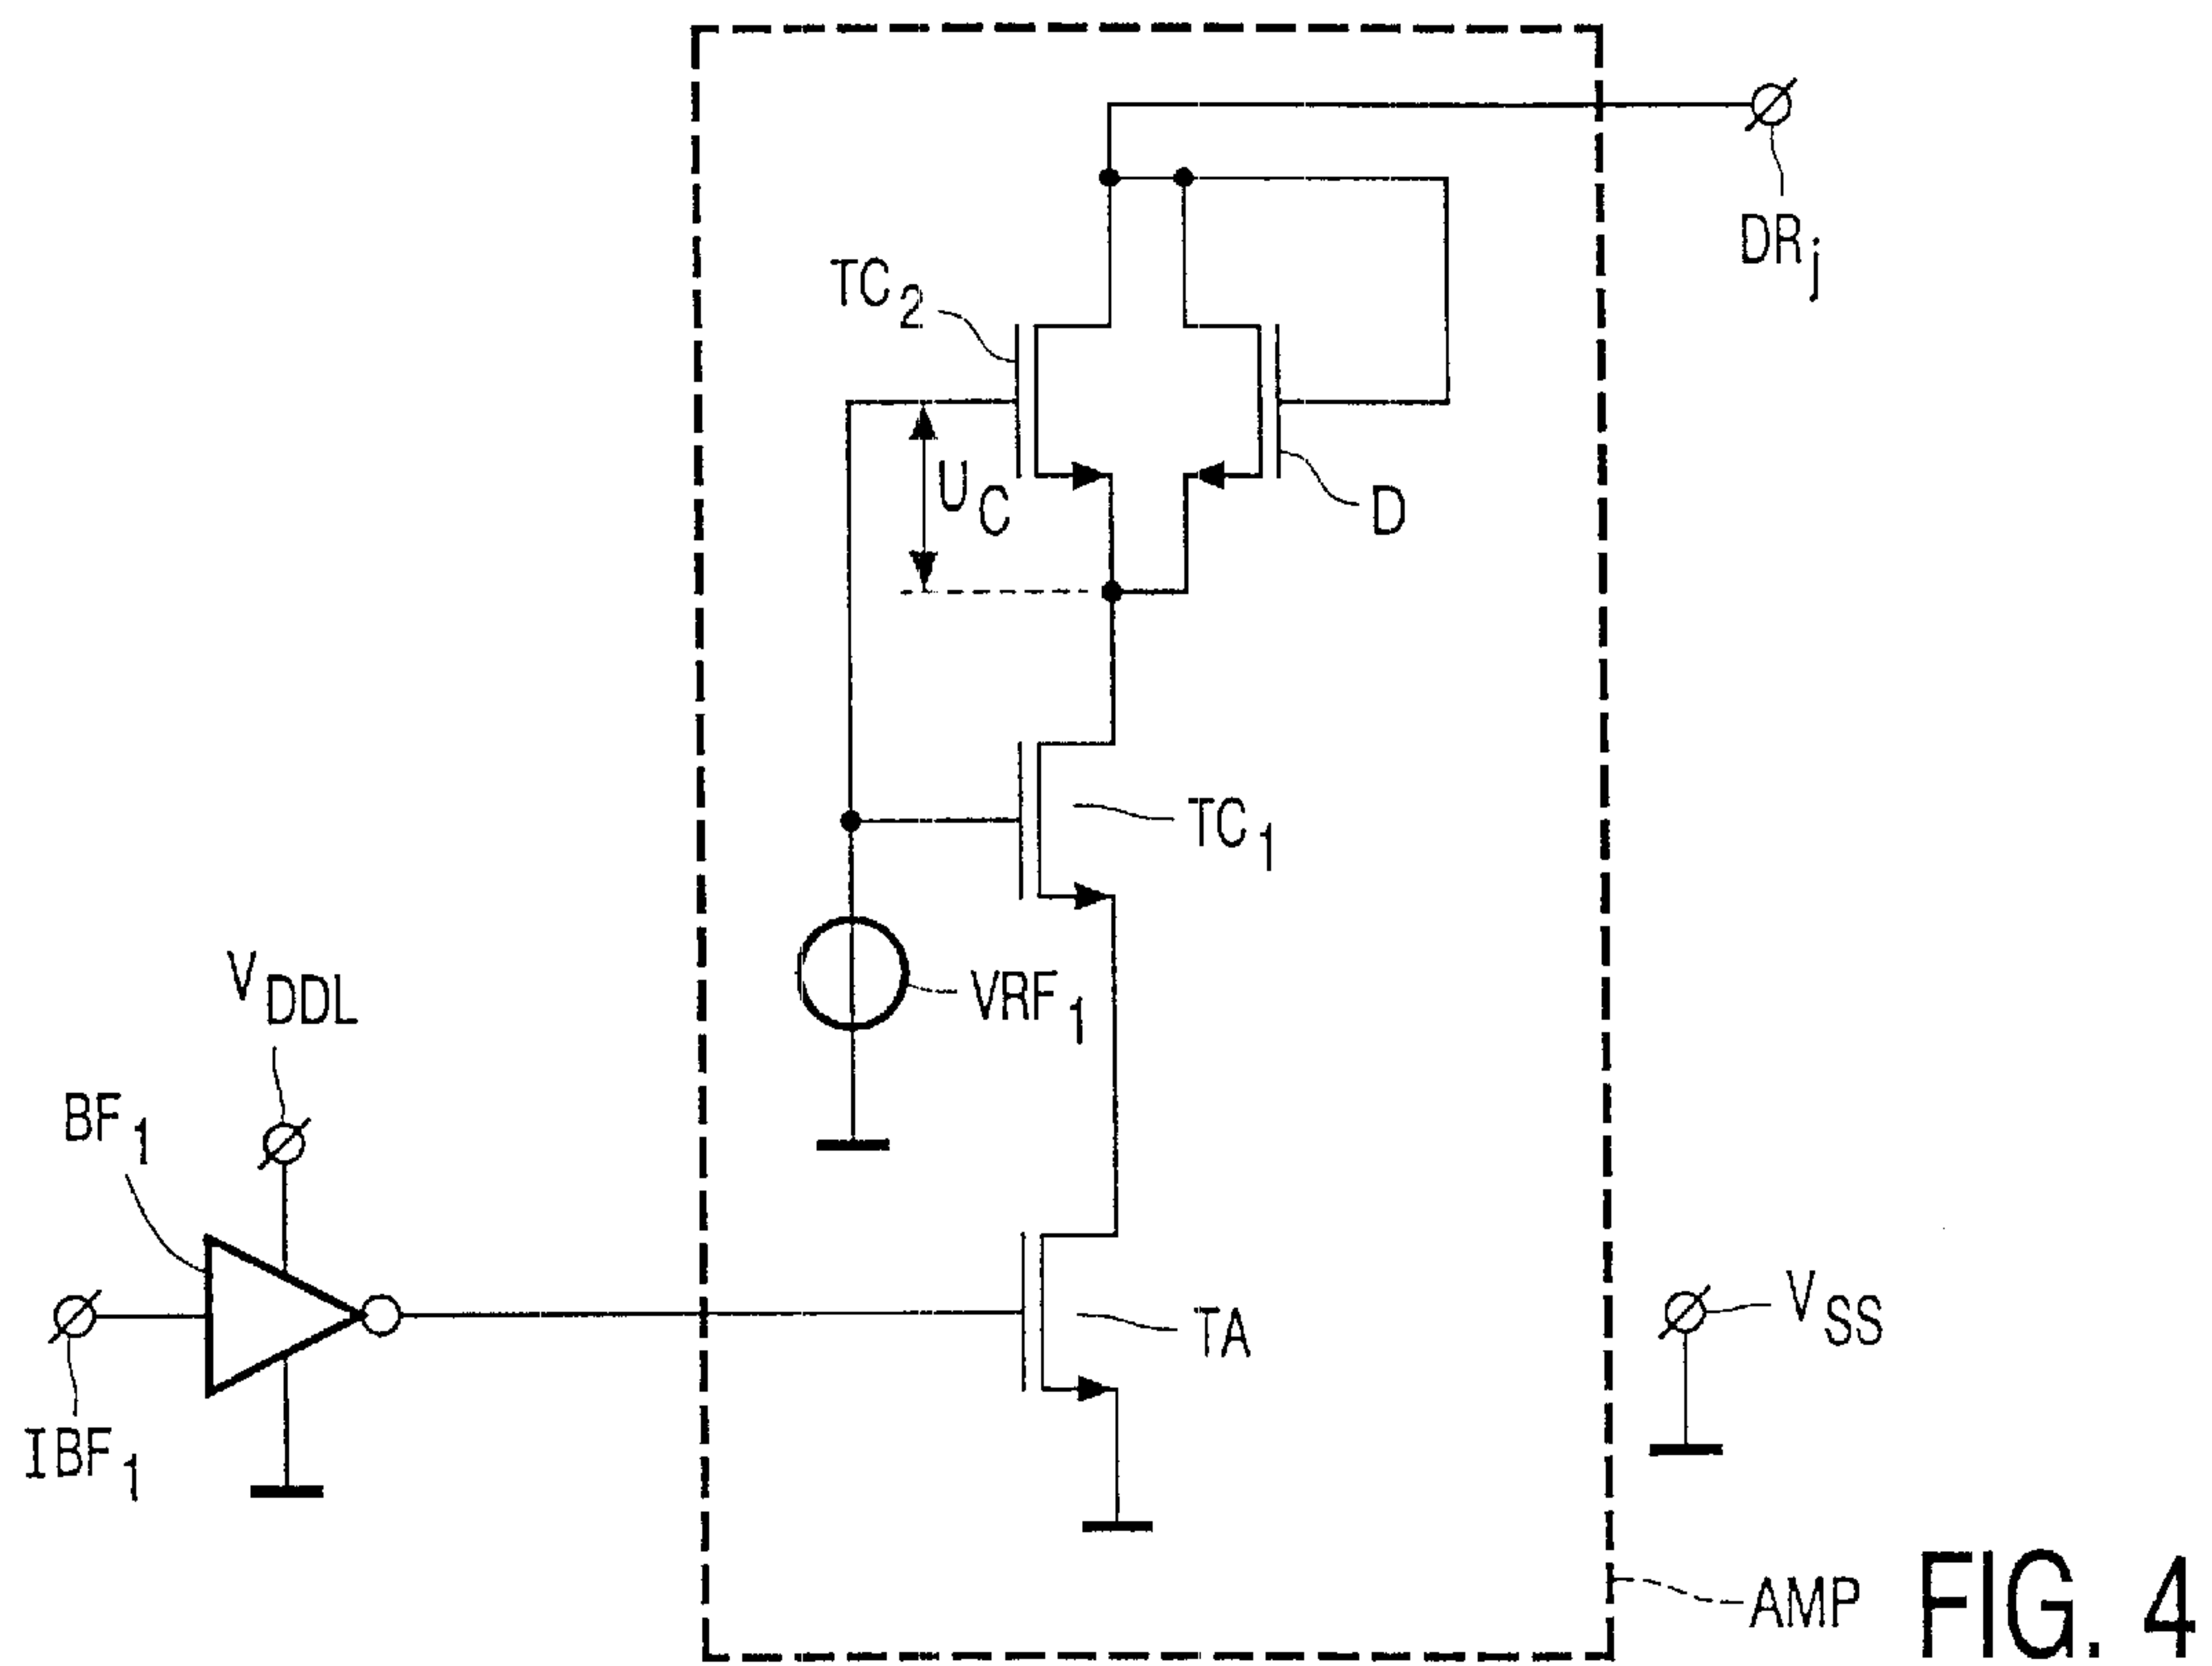 DRj
TC2
UC
D
TC1
VDDL
VRF1
BF1
VSS
TA
IBF1
AMP
FIG. 4